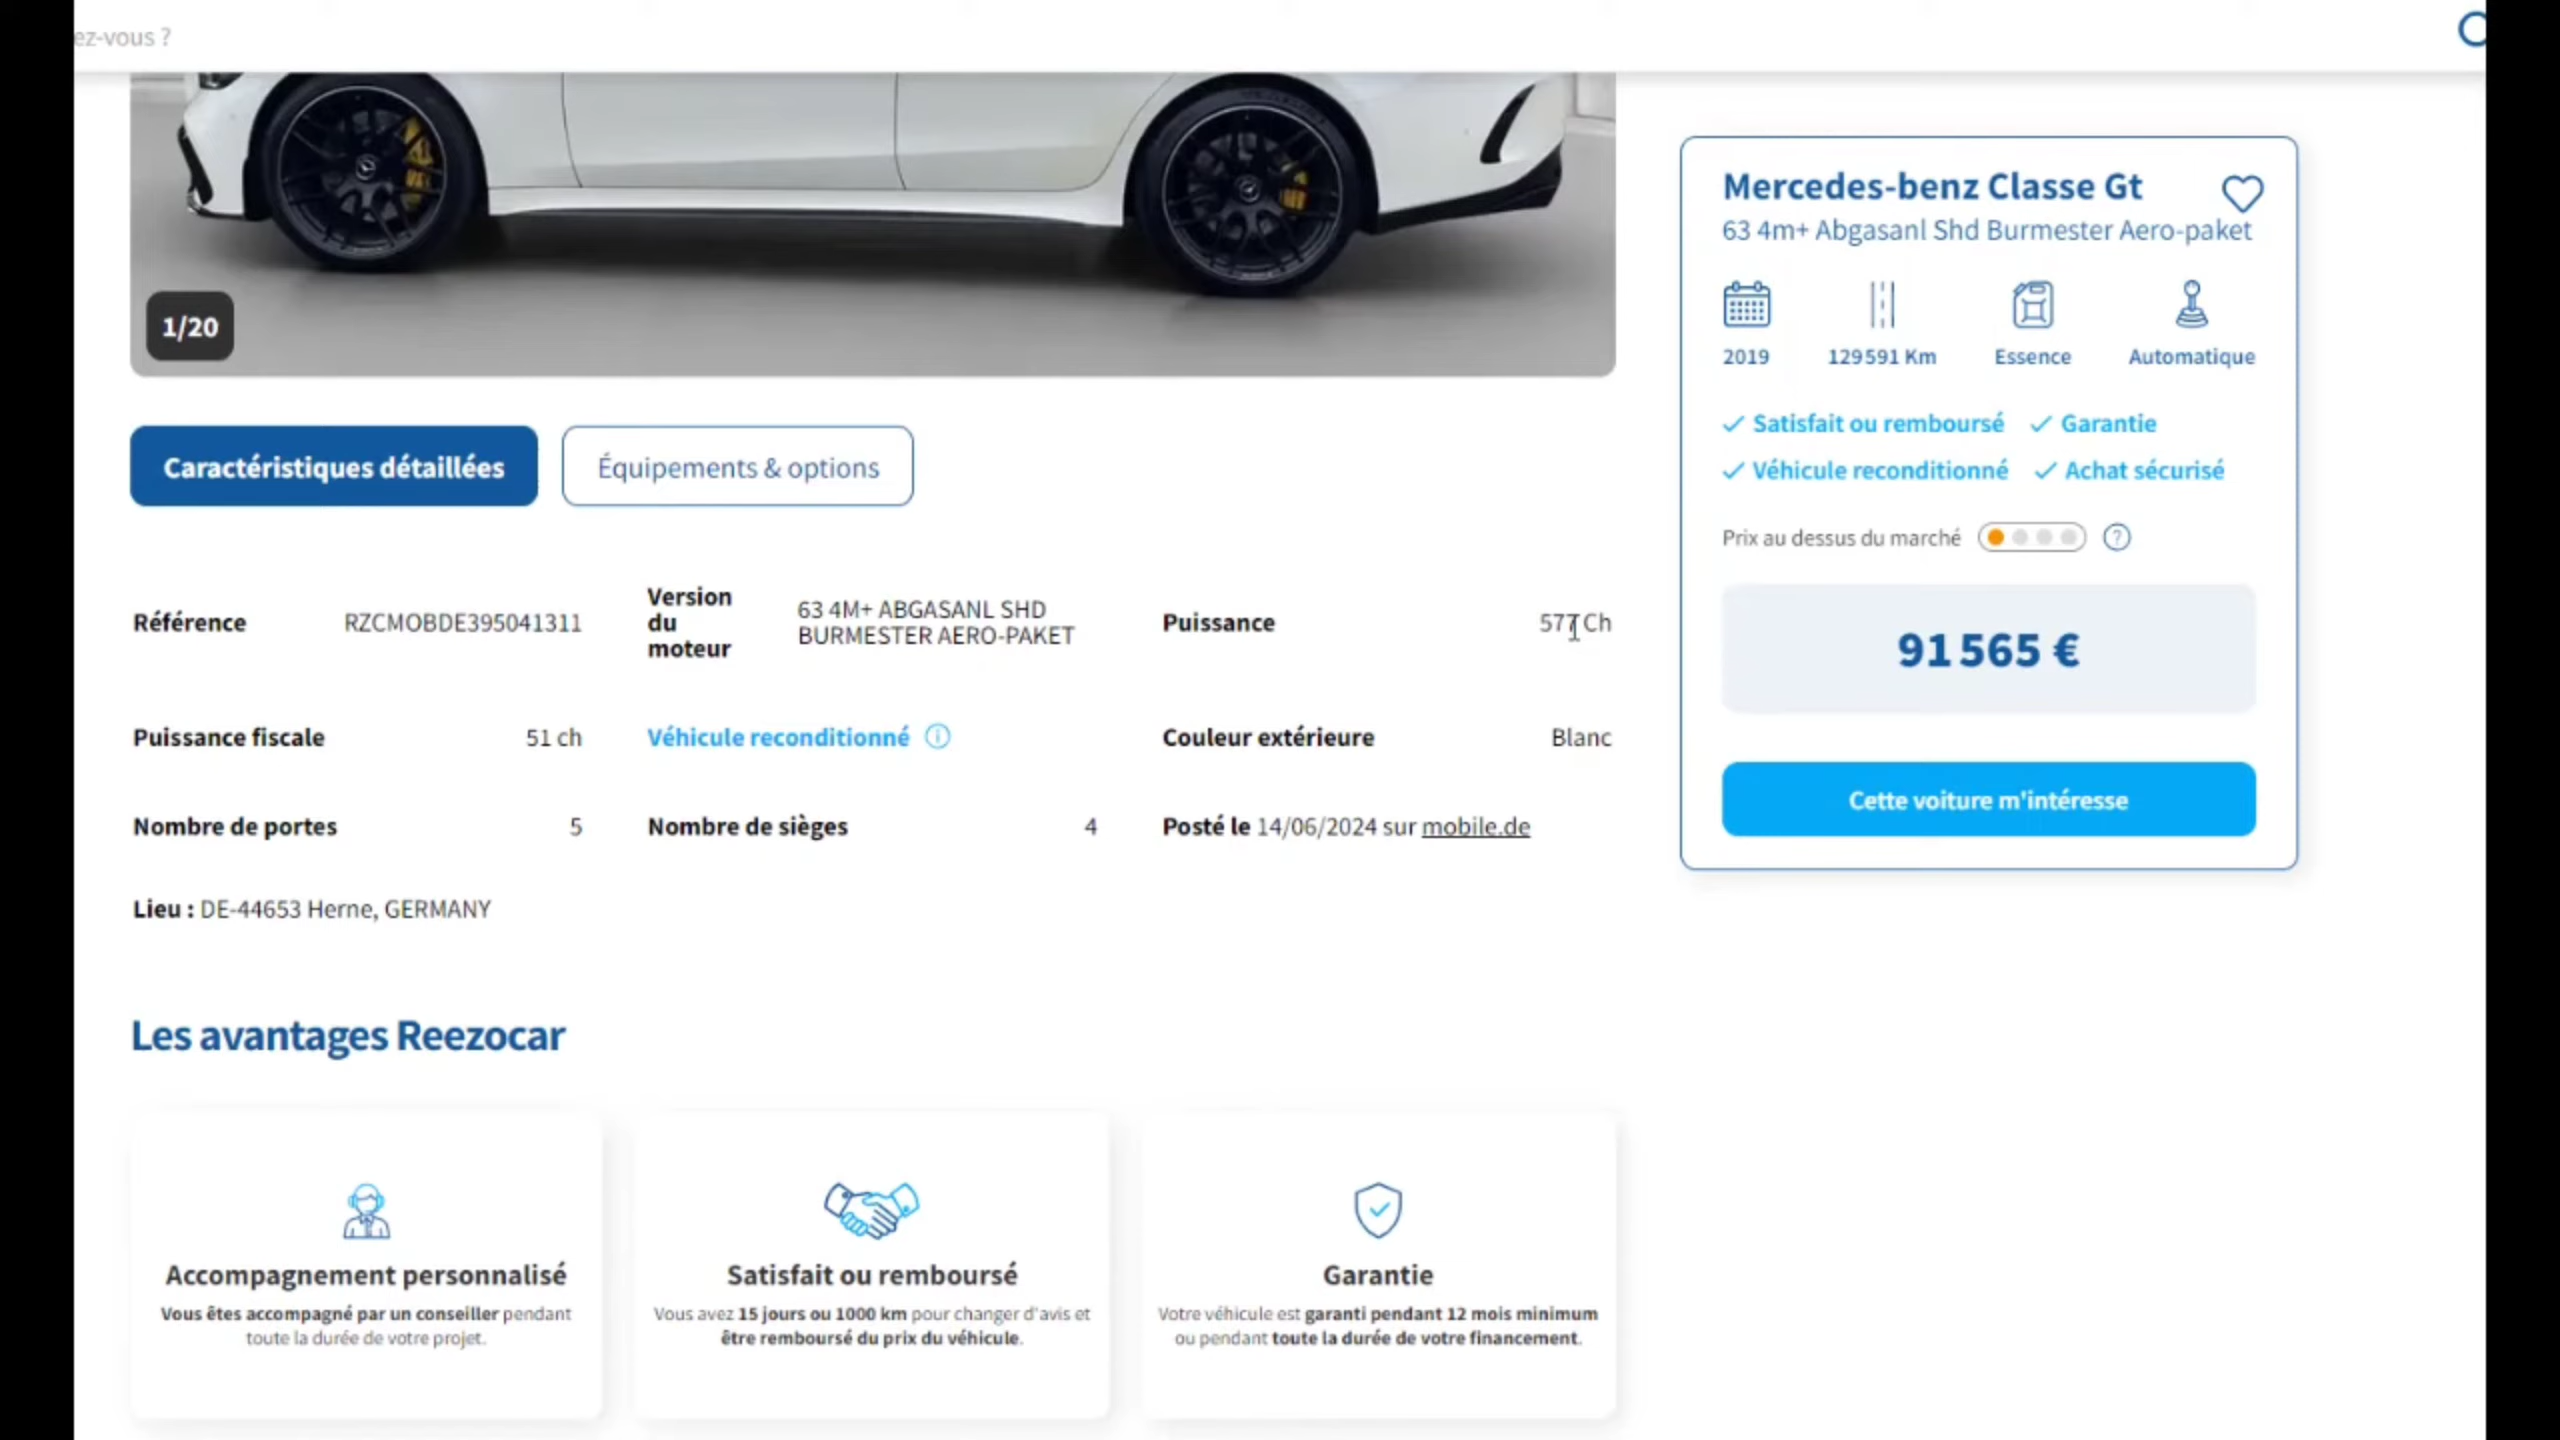 ez-vous ?
1/20
Mercedes-benz Classe Gt
63 4m+ Abgasanl Shd Burmester Aero-paket
2019
129 591 Km
Essence
Automatique
Satisfait ou remboursé
Garantie
Véhicule reconditionné
Achat sécurisé
Prix au dessus du marché
?
91 565 €
Cette voiture m'intéresse
Caractéristiques détaillées
Équipements & options
Référence
RZCMOBDE395041311
Version
du
moteur
63 4M+ ABGASANL SHD
BURMESTER AERO-PAKET
Puissance
577 Ch
Puissance fiscale
51 ch
Véhicule reconditionné
Couleur extérieure
Blanc
Nombre de portes
5
Nombre de sièges
4
Posté le 14/06/2024 sur mobile.de
Lieu : DE-44653 Herne, GERMANY
Les avantages Reezocar
Accompagnement personnalisé
Vous êtes accompagné par un conseiller pendant
toute la durée de votre projet.
Satisfait ou remboursé
Vous avez 15 jours ou 1000 km pour changer d'avis et
être remboursé du prix du véhicule.
Garantie
Votre véhicule est garanti pendant 12 mois minimum
ou pendant toute la durée de votre financement.